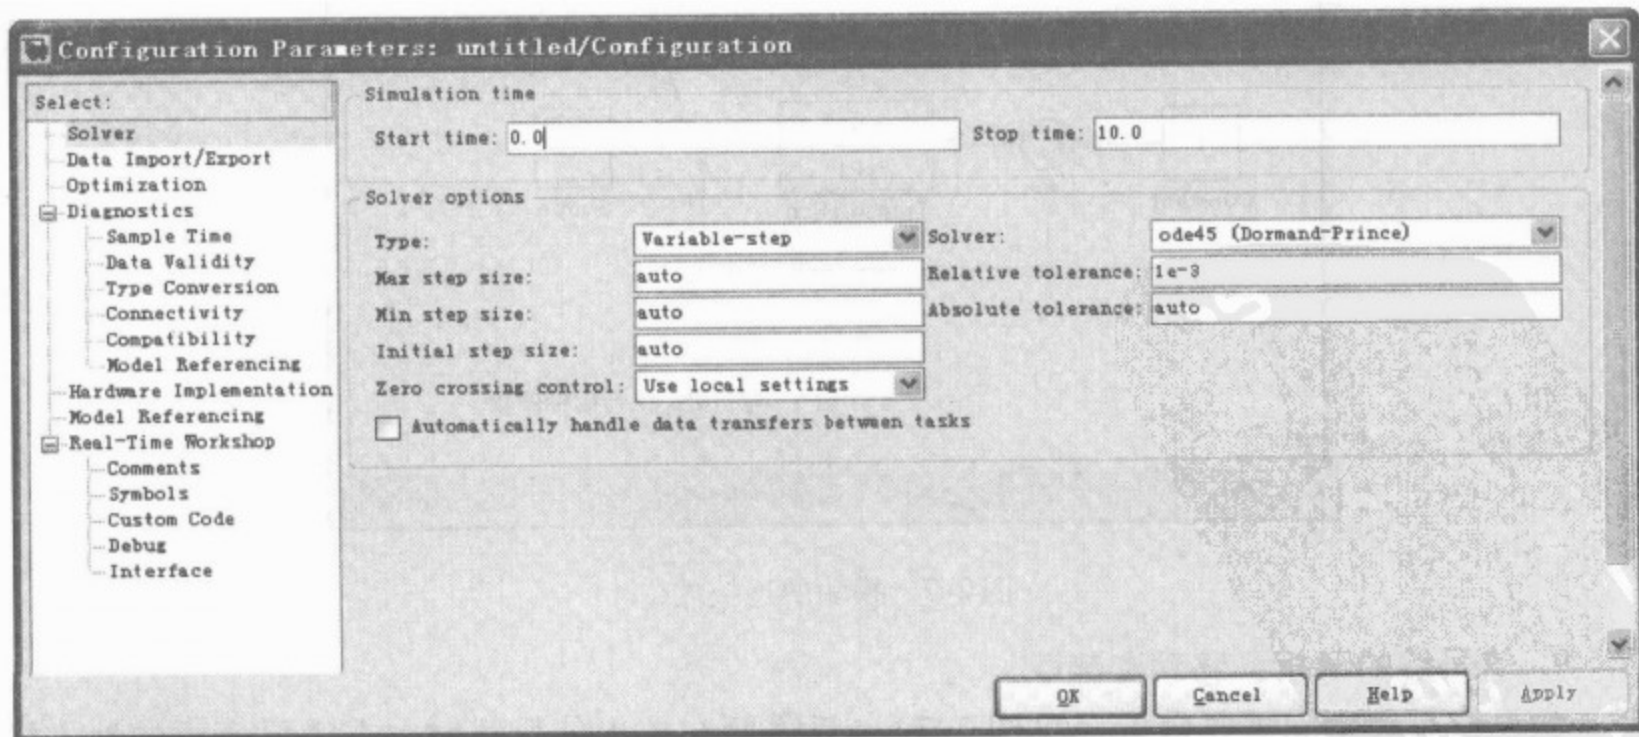 Configuration Parameters: untitled/Configuration
Select:
Solver
Data Import/Export
Optimization
Diagnostics
Sample Time
Data Validity
Type Conversion
Connectivity
Compatibility
Model Referencing
Hardware Implementation
Model Referencing
Real-Time Workshop
Comments
Symbols
Custom Code
Debug
Interface
Simulation time
Start time: 0.0 Stop time: 10.0
Solver options
Type: Variable-step Solver: ode45 (Dormand-Prince)
Max step size: auto Relative tolerance: 1e-3
Min step size: auto Absolute tolerance: auto
Initial step size: auto
Zero crossing control: Use local settings
Automatically handle data transfers between tasks
OK Cancel Help Apply